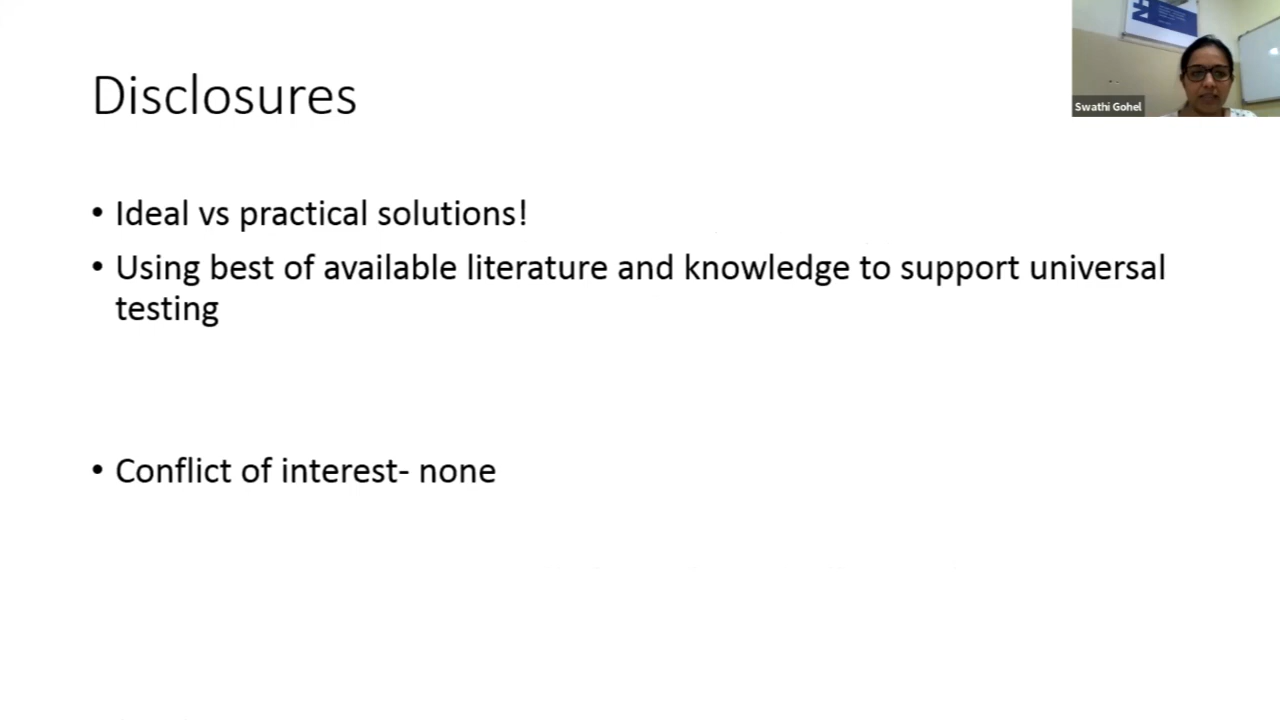 Disclosures
Swathi Gohel
• Ideal vs practical solutions!
• Using best of available literature and knowledge to support universal
testing
• Conflict of interest- none